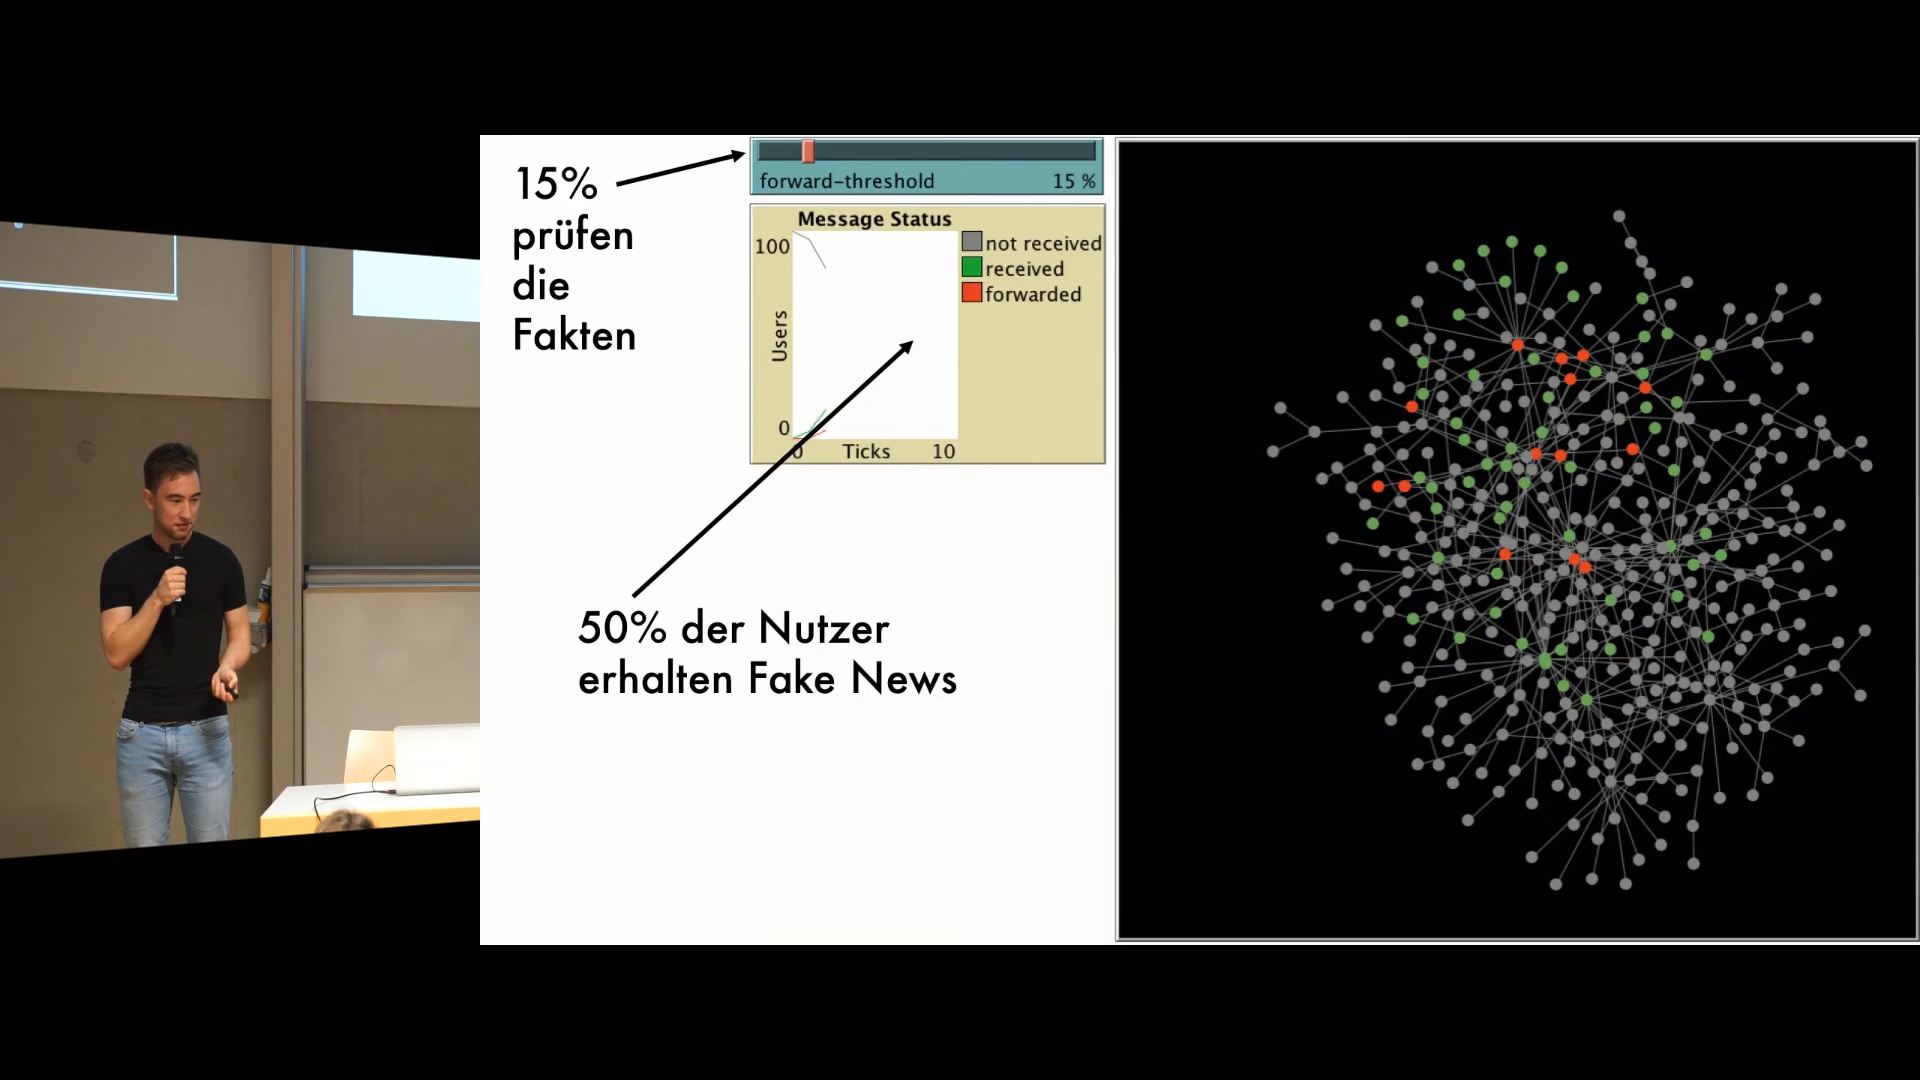 15%
prüfen
die
Fakten
forward-threshold 15 %
Message Status
100
Users
0
0
Ticks
10
not received
received
forwarded
50% der Nutzer
erhalten Fake News